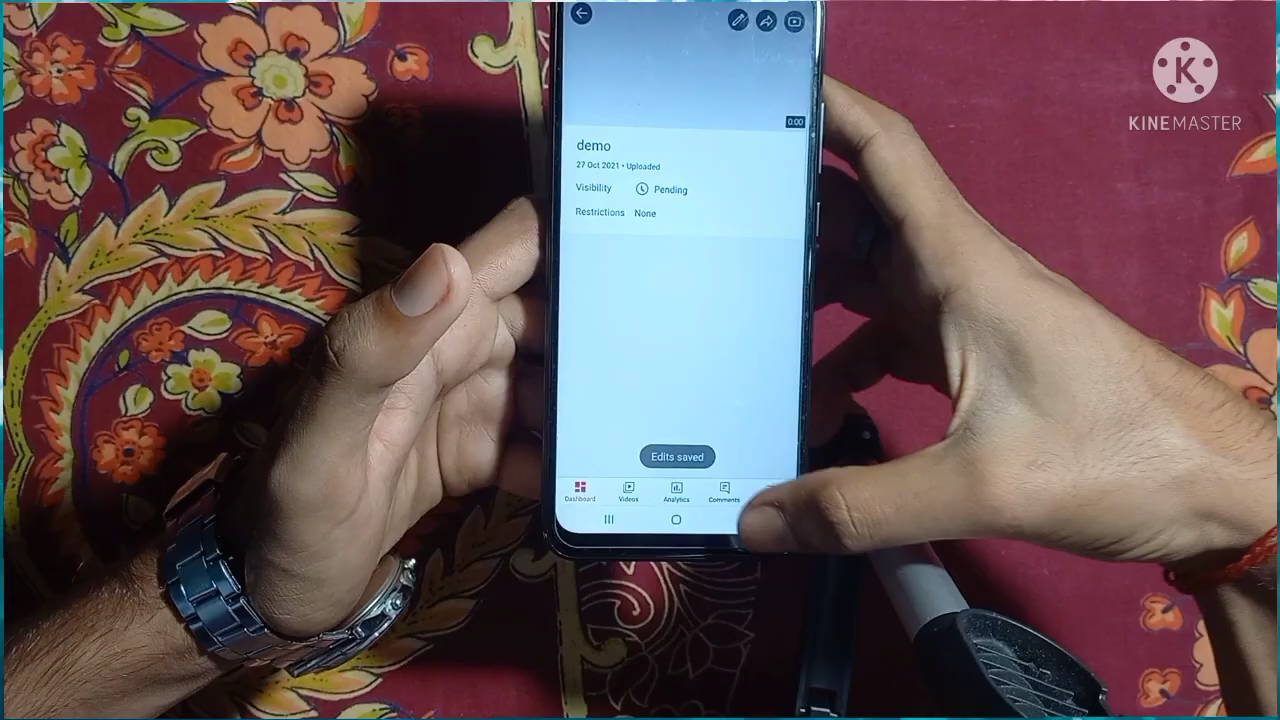 K
KINEMASTER
0:00
demo
27 Oct 2021 • Uploaded
Visibility Pending
Restrictions None
Edits saved
Dashboard Videos Analytics Comments